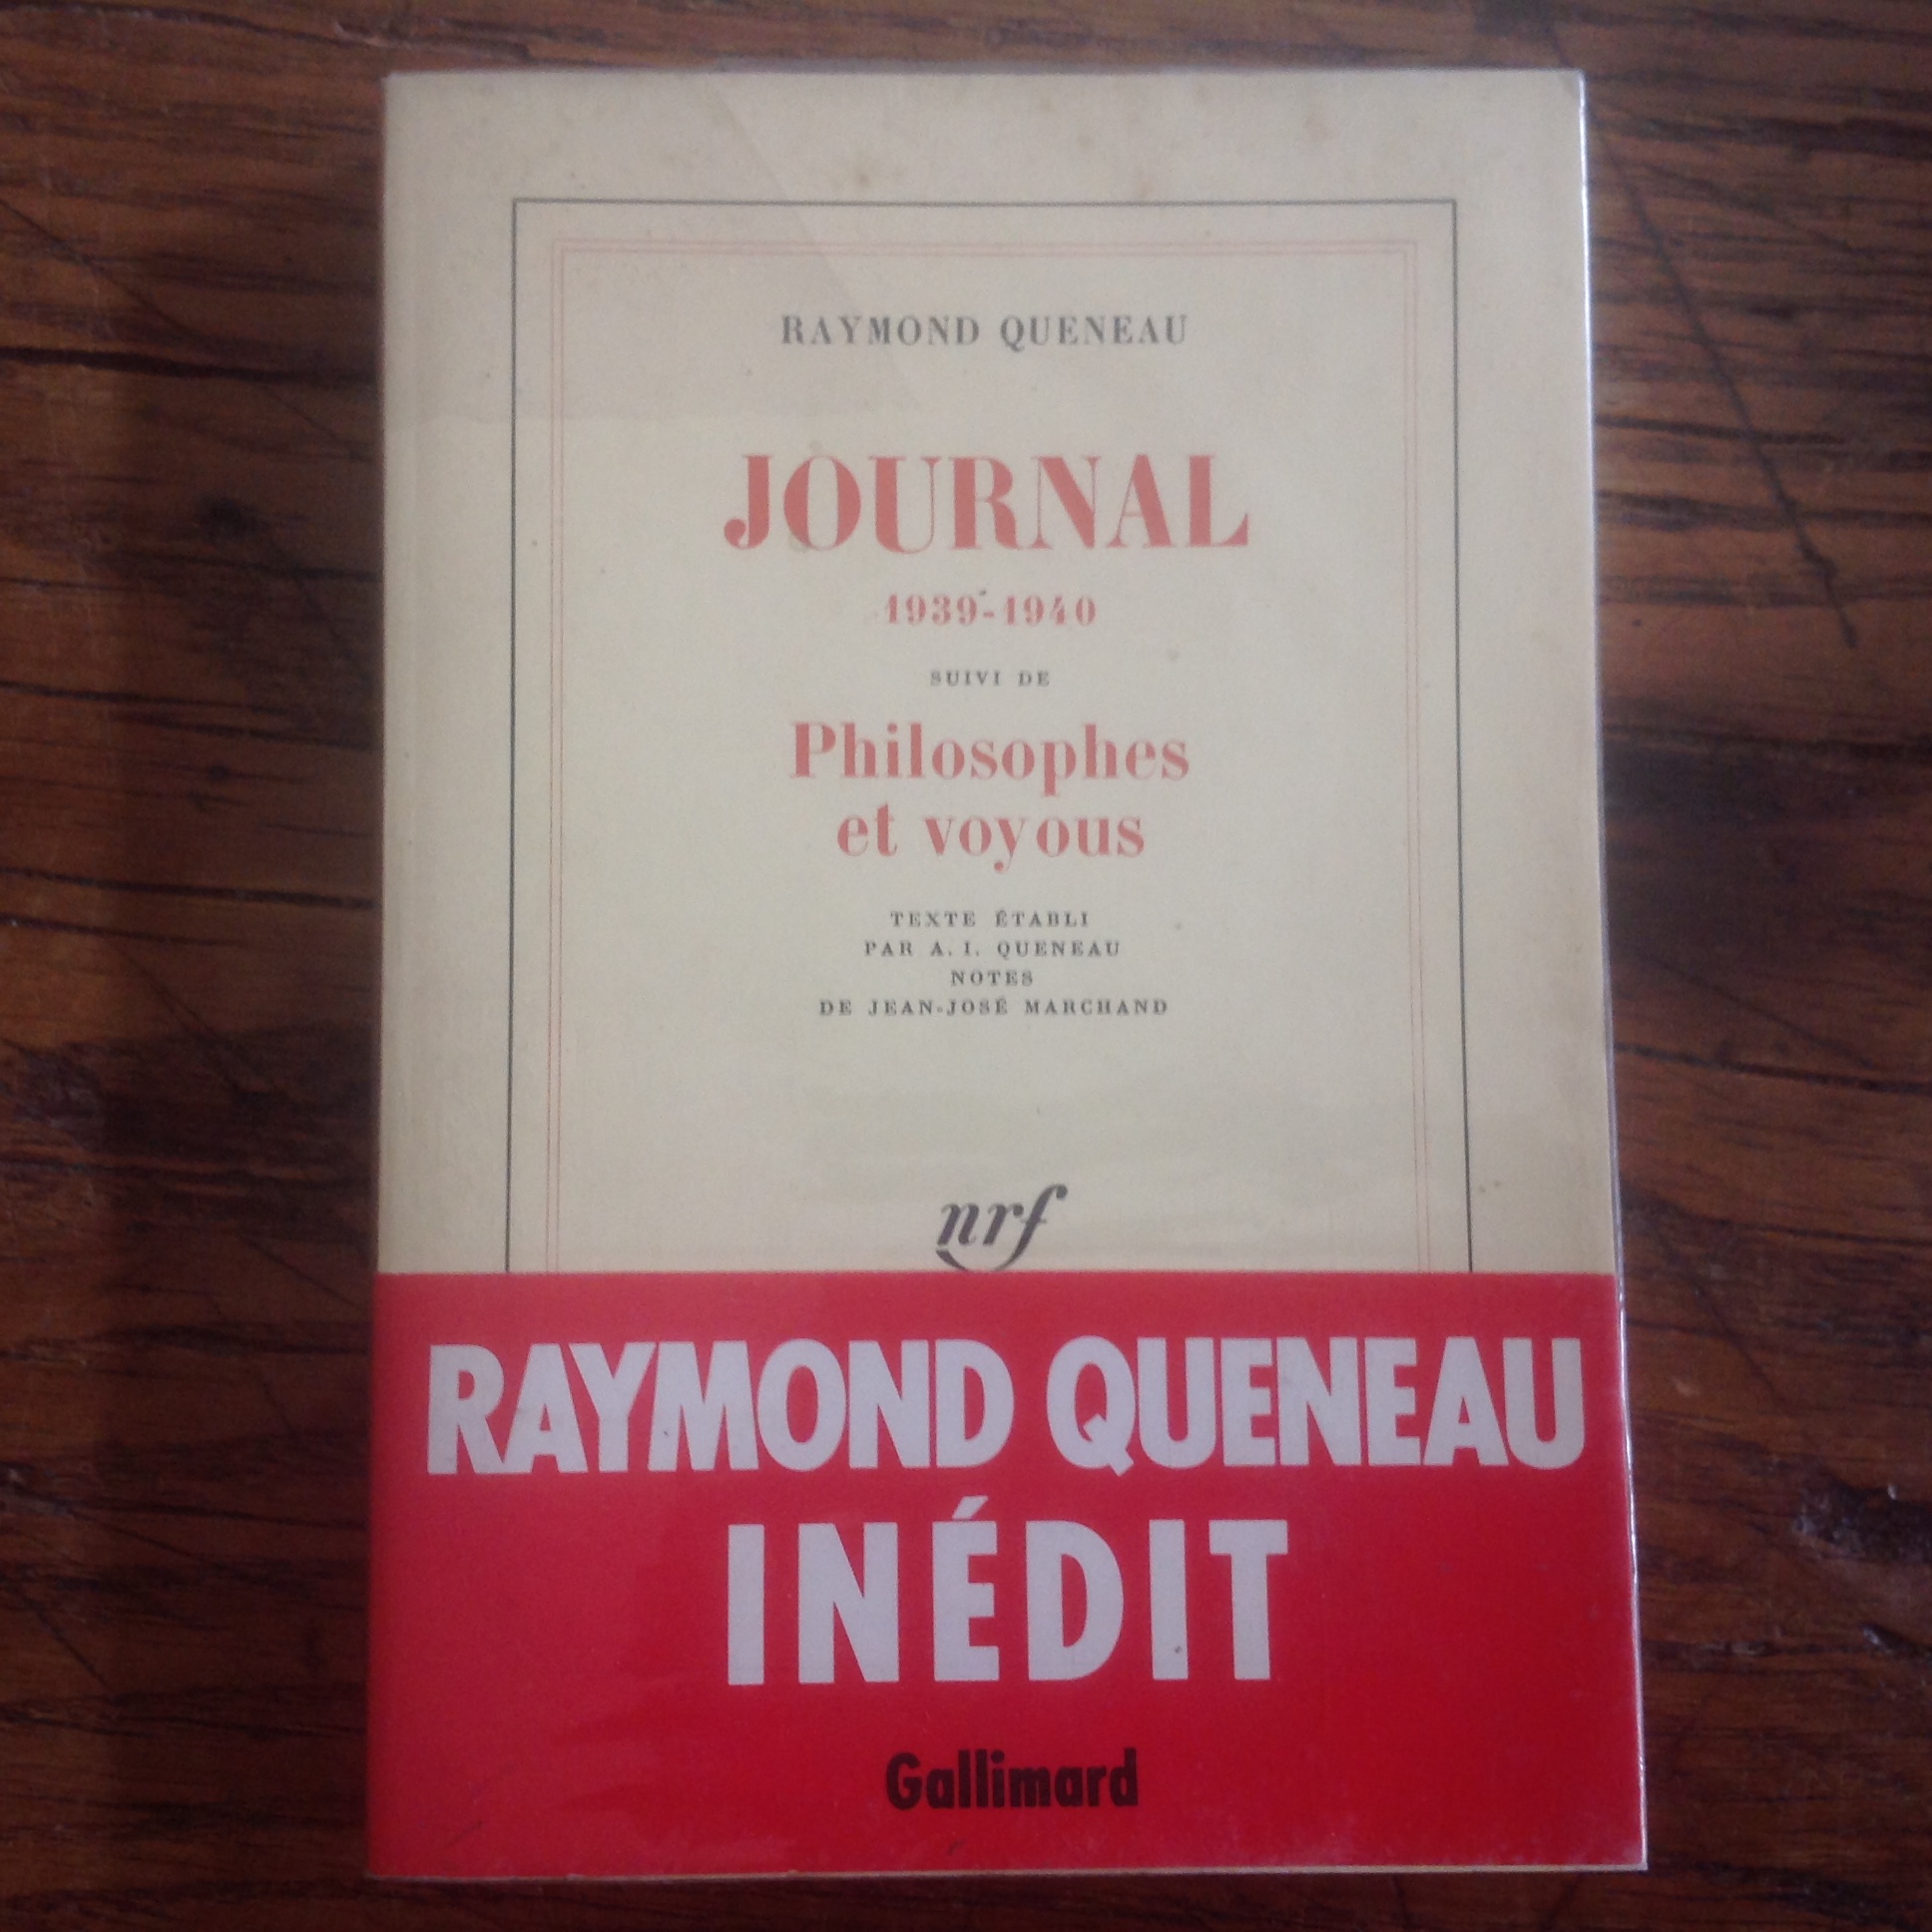 RAYMOND QUENEAU
JOURNAL
1939-1940
SUIVI DE
Philosophes
et voyous
TEXTE ÉTABLI
PAR A. I. QUENEAU
NOTES
DE JEAN-JOSÉ MARCHAND
nrf
RAYMOND QUENEAU
INÉDIT
Gallimard